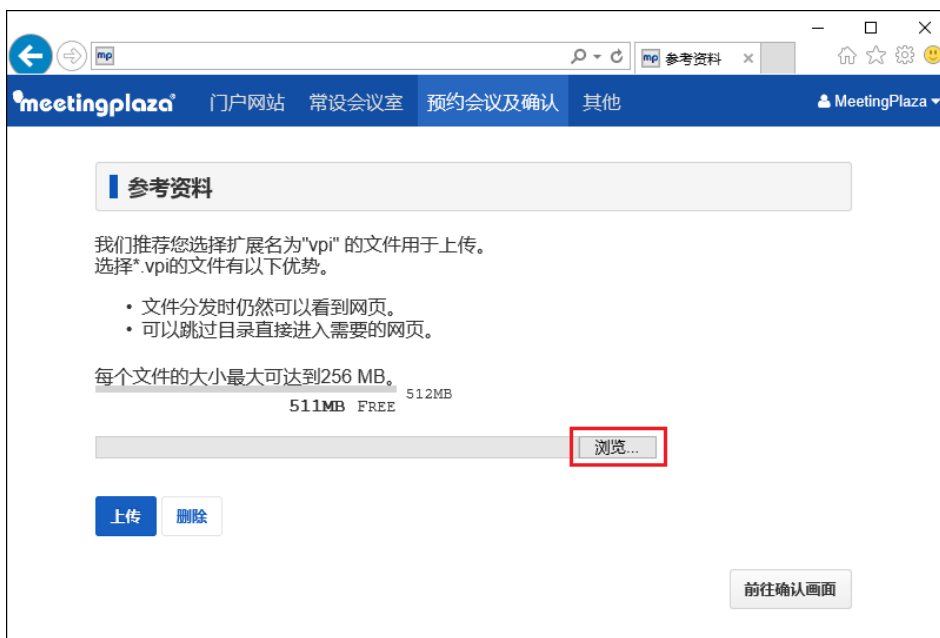 mp
mp 参考资料
meetingplaza 门户网站 常设会议室 预约会议及确认 其他 MeetingPlaza
参考资料
我们推荐您选择扩展名为"vpi" 的文件用于上传。
选择*.vpi的文件有以下优势。
• 文件分发时仍然可以看到网页。
• 可以跳过目录直接进入需要的网页。
每个文件的大小最大可达到256 MB。
512MB
511MB FREE
浏览...
上传 删除
前往确认画面